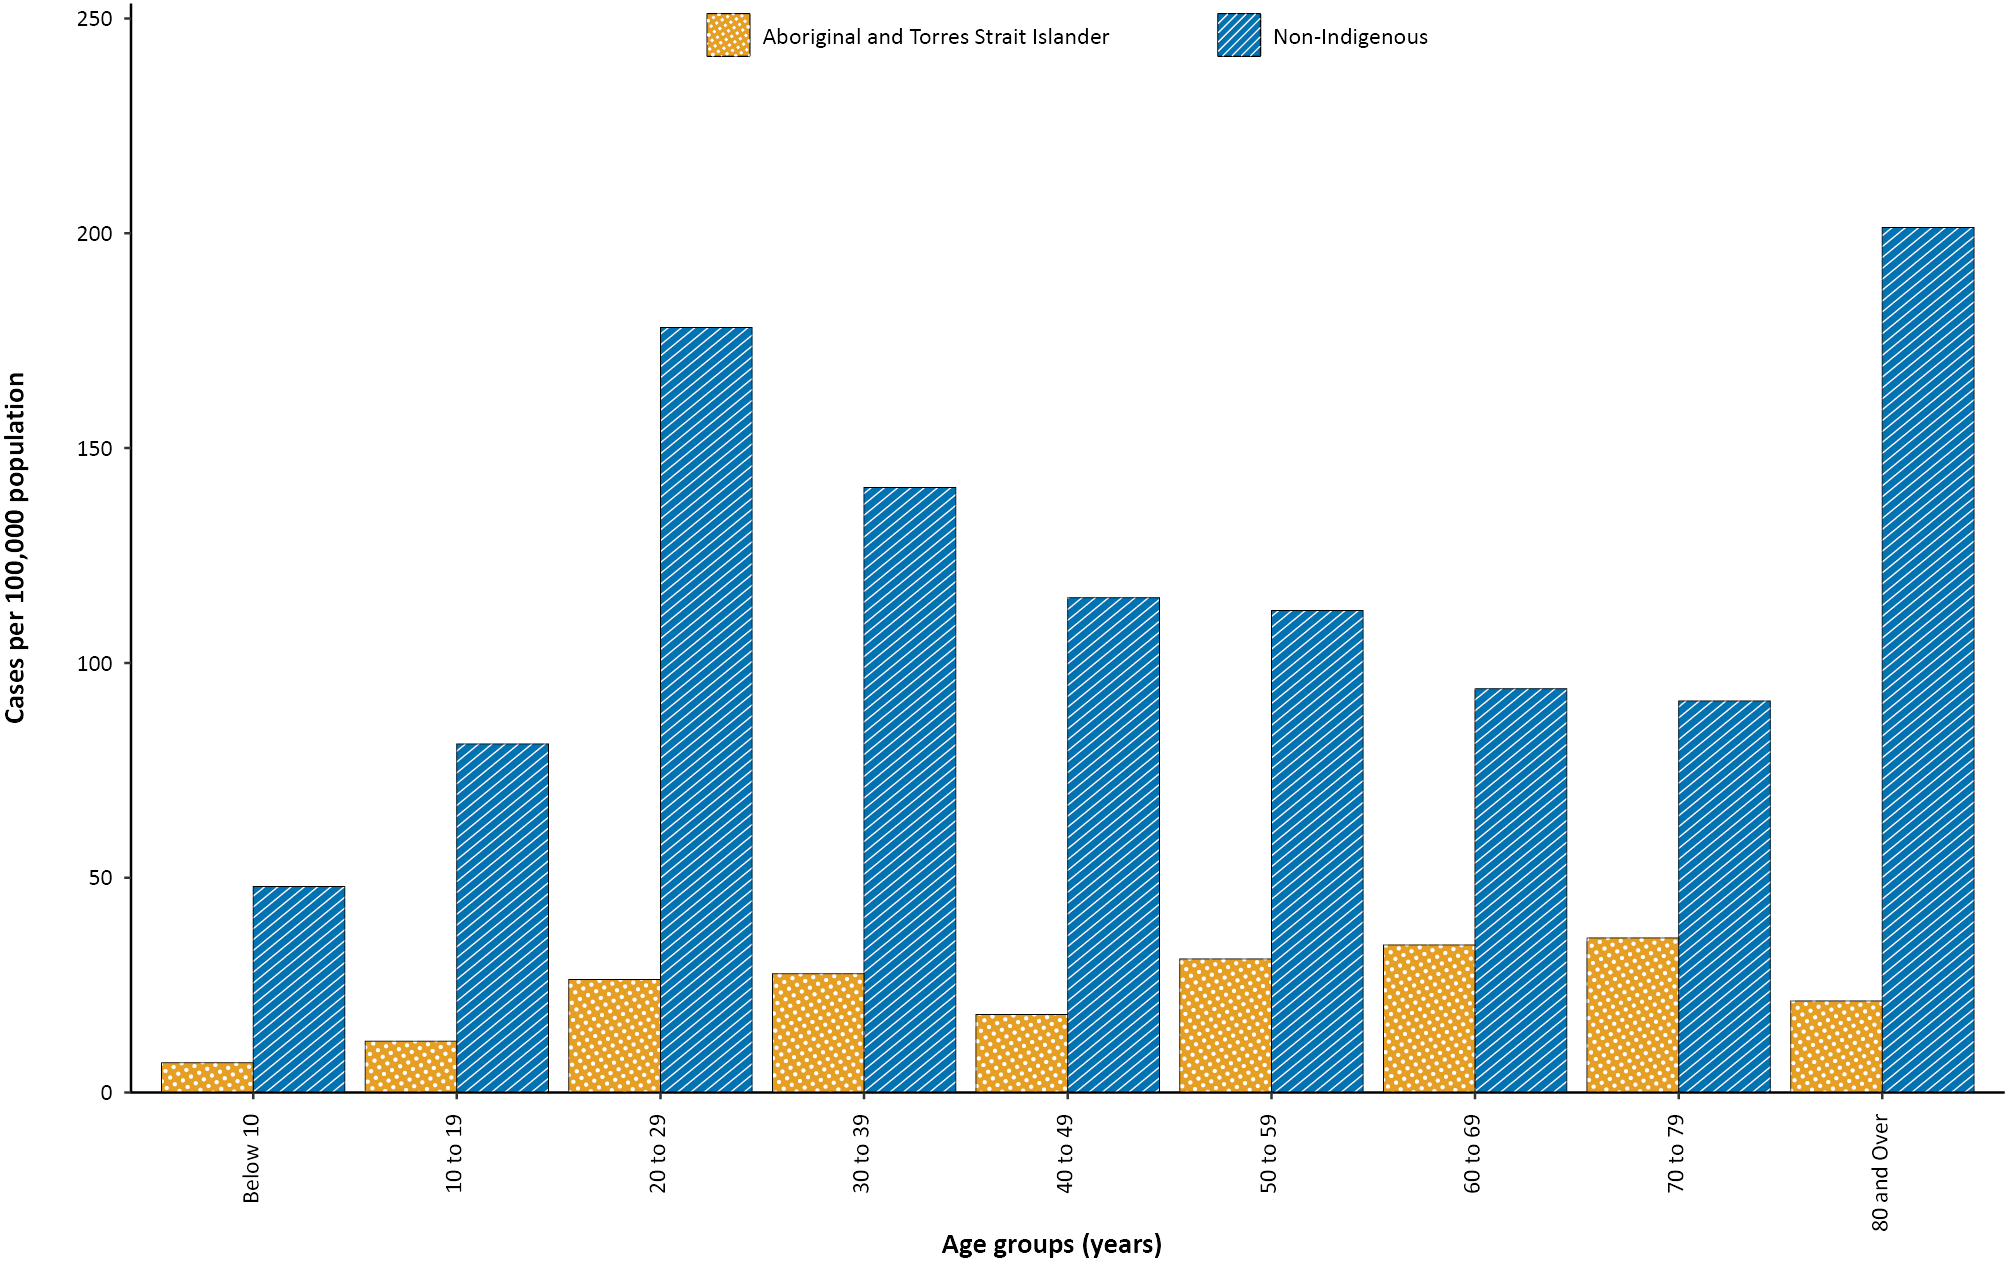 Aboriginal and Torres Strait Islander
Non-Indigenous
Cases per 100,000 population
250
200
150
100
50
0
Below 10
10 to 19
20 to 29
30 to 39
40 to 49
50 to 59
60 to 69
70 to 79
80 and Over
Age groups (years)